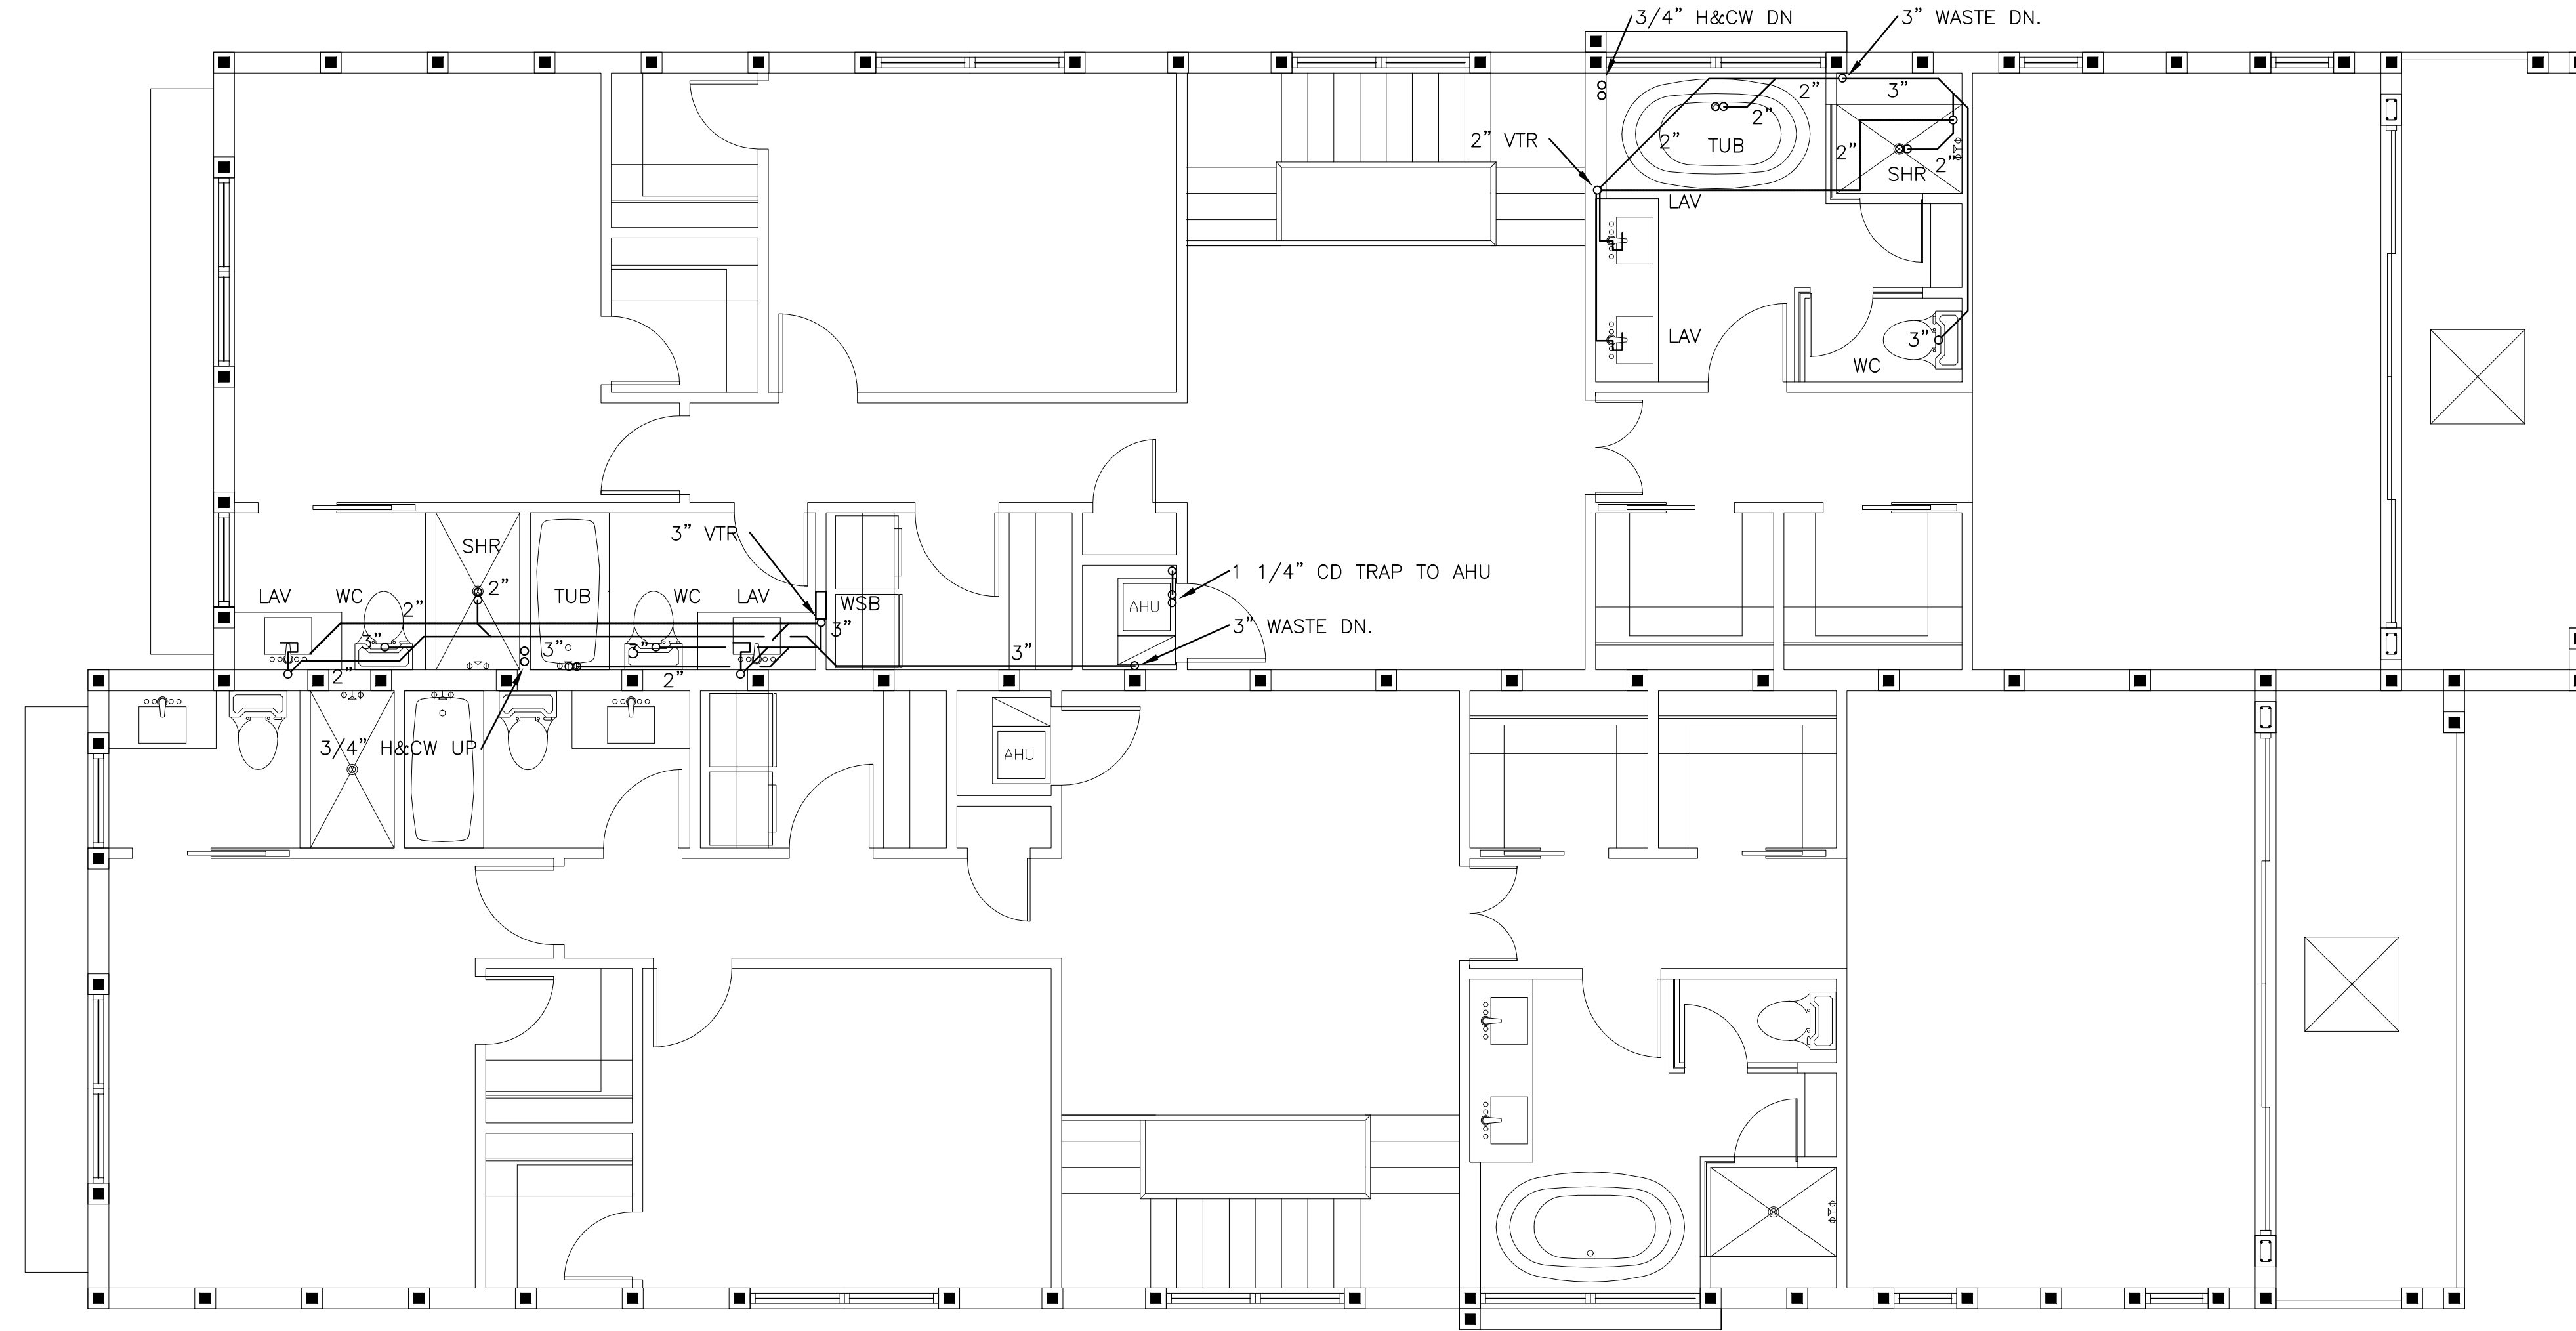 3/4" H&CW DN
3" WASTE DN.
2"
3"
2"
2" VTR
2"
TUB
2"
2"
SHR
LAV
LAV
3"
WC
3" VTR
SHR
1 1/4" CD TRAP TO AHU
2"
LAV
WC
2"
TUB
WC
LAV
WSB
AHU
3"
3" WASTE DN.
3"
3"
3"
3"
2"
2"
3/4" H&CW UP
AHU